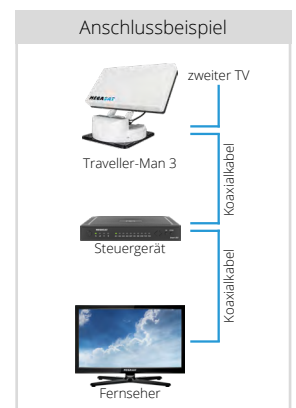 Anschlussbeispiel
zweiter TV
MEGASAT
Traveller-Man 3
Koaxialkabel
Steuergerät
Koaxialkabel
Fernseher